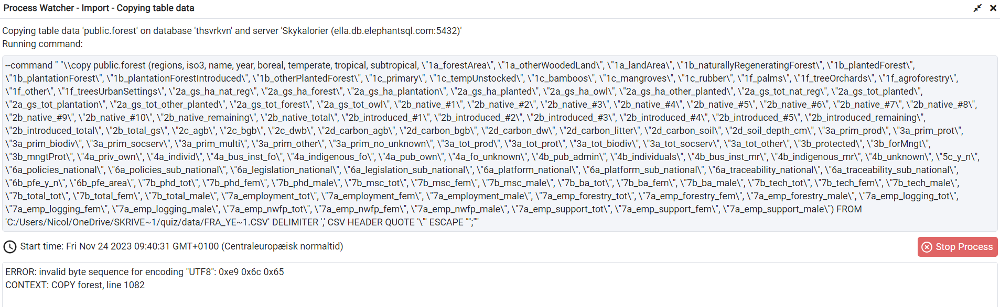 Process Watcher - Import - Copying table data
Copying table data 'public.forest' on database 'thsvrkvn' and server 'Skykalorier (ella.db.elephantsql.com:5432)'
Running command:
--command " "\\copy public.forest (regions, iso3, name, year, boreal, temperate, tropical, subtropical, \"1a_forestArea\", \"1a_otherWoodedLand\", \"1a_landArea\", \"1b_naturallyRegeneratingForest\", \"1b_plantedForest\",
\"1b_plantationForest\", \"1b_plantationForestIntroduced\", \"1b_otherPlantedForest\", \"1c_primary\", \"1c_tempUnstocked\", \"1c_bamboos\", \"1c_mangroves\", \"1c_rubber\", \"1f_palms\", \"1f_treeOrchards\", \"1f_agroforestry\",
\"1f_other\", \"1f_treesUrbanSettings\", \"2a_gs_ha_nat_reg\", \"2a_gs_ha_forest\", \"2a_gs_ha_plantation\", \"2a_gs_ha_planted\", \"2a_gs_ha_owl\", \"2a_gs_ha_other_planted\", \"2a_gs_tot_nat_reg\", \"2a_gs_tot_planted\",
\"2a_gs_tot_plantation\", \"2a_gs_tot_other_planted\", \"2a_gs_tot_forest\", \"2a_gs_tot_owl\", \"2b_native_#1\", \"2b_native_#2\", \"2b_native_#3\", \"2b_native_#4\", \"2b_native_#5\", \"2b_native_#6\", \"2b_native_#7\", \"2b_native_#8\",
\"2b_native_#9\", \"2b_native_#10\", \"2b_native_remaining\", \"2b_native_total\", \"2b_introduced_#1\", \"2b_introduced_#2\", \"2b_introduced_#3\", \"2b_introduced_#4\", \"2b_introduced_#5\", \"2b_introduced_remaining\",
\"2b_introduced_total\", \"2b_total_gs\", \"2c_agb\", \"2c_bgb\", \"2c_dwb\", \"2d_carbon_agb\", \"2d_carbon_bgb\", \"2d_carbon_dw\", \"2d_carbon_litter\", \"2d_carbon_soil\", \"2d_soil_depth_cm\", \"3a_prim_prod\", \"3a_prim_prot\",
\"3a_prim_biodiv\", \"3a_prim_socserv\", \"3a_prim_multi\", \"3a_prim_other\", \"3a_prim_no_unknown\", \"3a_tot_prod\", \"3a_tot_prot\", \"3a_tot_biodiv\", \"3a_tot_socserv\", \"3a_tot_other\", \"3b_protected\", \"3b_forMngt\",
\"3b_mngtProt\", \"4a_priv_own\", \"4a_individ\", \"4a_bus_inst_fo\", \"4a_indigenous_fo\", \"4a_pub_own\", \"4a_fo_unknown\", \"4b_pub_admin\", \"4b_individuals\", \"4b_bus_inst_mr\", \"4b_indigenous_mr\", \"4b_unknown\", \"5c_y_n\",
\"6a_policies_national\", \"6a_policies_sub_national\", \"6a_legislation_national\", \"6a_legislation_sub_national\", \"6a_platform_national\", \"6a_platform_sub_national\", \"6a_traceability_national\", \"6a_traceability_sub_national\",
\"6b_pfe_y_n\", \"6b_pfe_area\", \"7b_phd_tot\", \"7b_phd_fem\", \"7b_phd_male\", \"7b_msc_tot\", \"7b_msc_fem\", \"7b_msc_male\", \"7b_ba_tot\", \"7b_ba_fem\", \"7b_ba_male\", \"7b_tech_tot\", \"7b_tech_fem\", \"7b_tech_male\",
\"7b_total_tot\", \"7b_total_fem\", \"7b_total_male\", \"7a_employment_tot\", \"7a_employment_fem\", \"7a_employment_male\", \"7a_emp_forestry_tot\", \"7a_emp_forestry_fem\", \"7a_emp_forestry_male\", \"7a_emp_logging_tot\",
\"7a_emp_logging_fem\", \"7a_emp_logging_male\", \"7a_emp_nwfp_tot\", \"7a_emp_nwfp_fem\", \"7a_emp_nwfp_male\", \"7a_emp_support_tot\", \"7a_emp_support_fem\", \"7a_emp_support_male\") FROM
'C:/Users/Nicol/OneDrive/SKRIVE~1/quiz/data/FRA_YE~1.CSV' DELIMITER ',' CSV HEADER QUOTE '\"' ESCAPE '''';""
Start time: Fri Nov 24 2023 09:40:31 GMT+0100 (Centraleuropæisk normaltid)
Stop Process
ERROR: invalid byte sequence for encoding "UTF8": 0xe9 0x6c 0x65
CONTEXT: COPY forest, line 1082